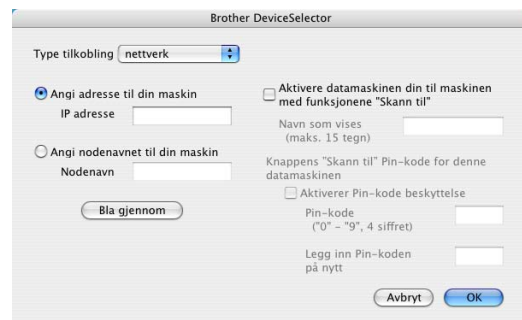 Brother DeviceSelector
Type tilkobling
nettverk
Angi adresse til din maskin
IP adresse
Angi nodenavnet til din maskin
Nodenavn
Bla gjennom
Aktivere datamaskinen din til maskinen
med funksjonene "Skann til"
Navn som vises
(maks. 15 tegn)
Knappens "Skann til" Pin-kode for denne
datamaskinen
Aktiverer Pin-kode beskyttelse
Pin-kode
("0" - "9", 4 siffret)
Legg inn Pin-koden
på nytt
Avbryt
OK